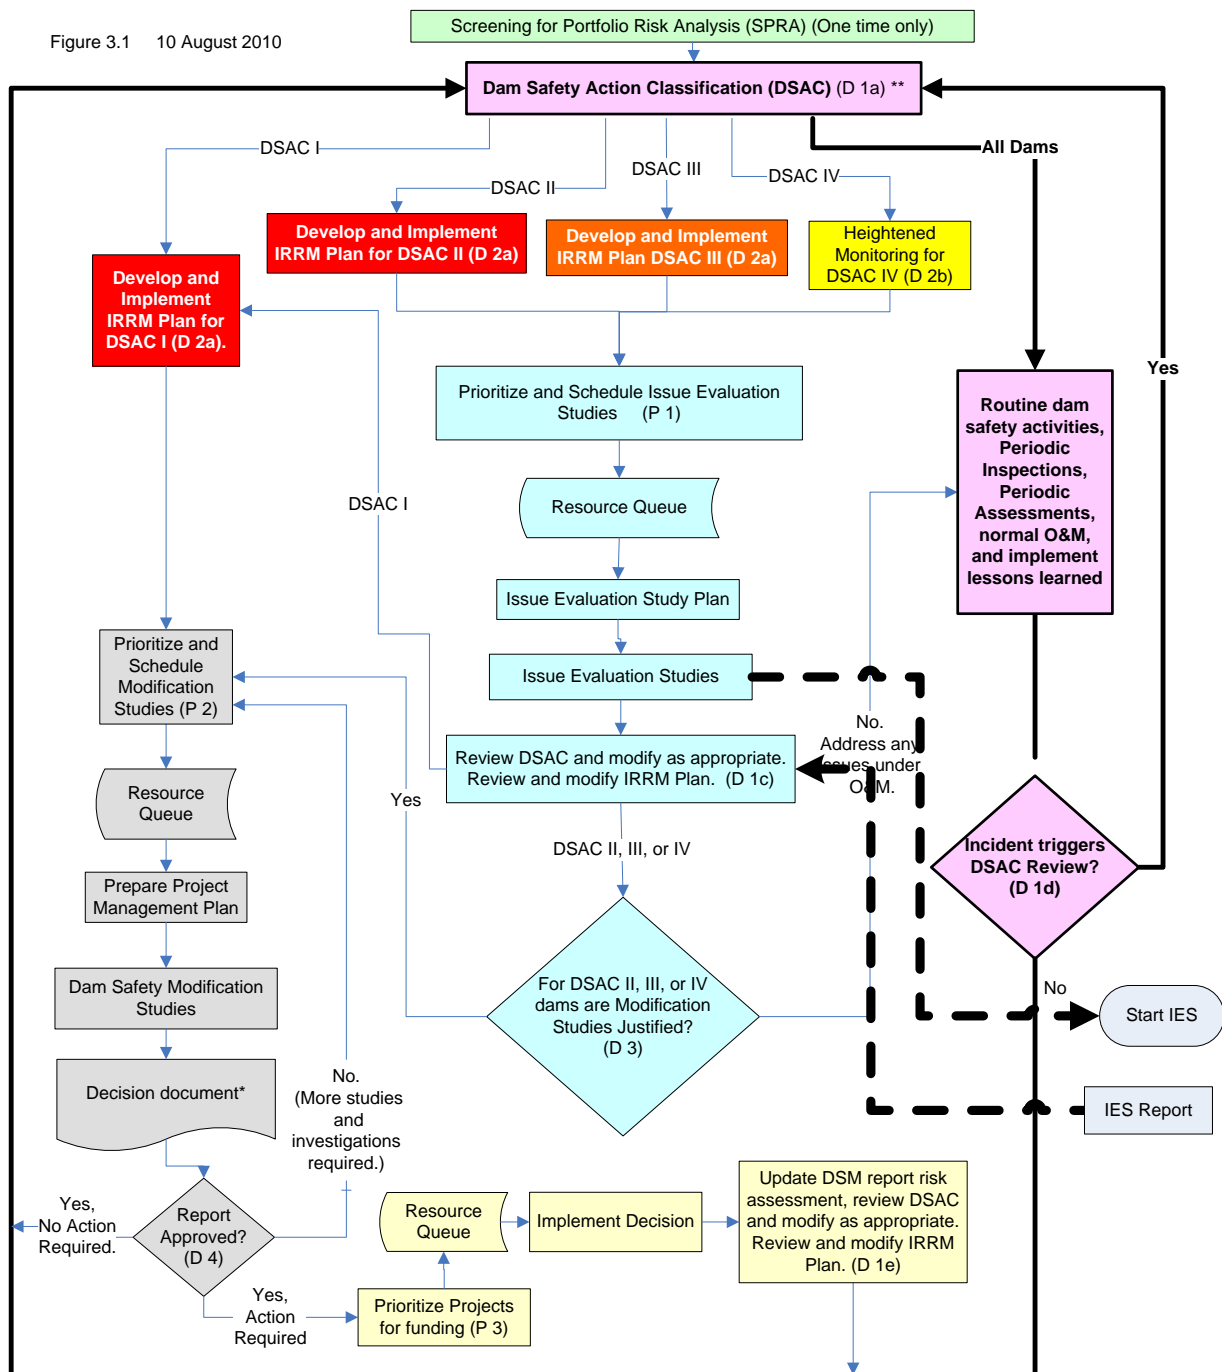 Screening for Portfolio Risk Analysis (SPRA) (One time only)
Figure 3.1 10 August 2010
Dam Safety Action Classification (DSAC) (D 1a) **
DSAC I
DSAC II
DSAC III
DSAC IV
All Dams
Develop and Implement
IRRM Plan for DSAC II (D 2a)
Develop and Implement
IRRM Plan DSAC III (D 2a)
Heightened
Monitoring for
DSAC IV (D 2b)
Develop and
Implement
IRRM Plan for
DSAC I (D 2a).
Yes
Prioritize and Schedule Issue Evaluation
Studies (P 1)
Routine dam
safety activities,
Periodic
Inspections,
Periodic
Assessments,
normal O&M,
and implement
lessons learned
DSAC I
Resource Queue
Issue Evaluation Study Plan
Issue Evaluation Studies
Prioritize and
Schedule
Modification
Studies (P 2)
No.
Address any
issues under
O&M.
Review DSAC and modify as appropriate.
Review and modify IRRM Plan. (D 1c)
Yes
Resource
Queue
DSAC II, III, or IV
Incident triggers
DSAC Review?
(D 1d)
Prepare Project
Management Plan
Dam Safety Modification
Studies
For DSAC II, III, or IV
dams are Modification
Studies Justified?
(D 3)
No
Start IES
Decision document*
No.
(More studies
and
investigations
required.)
IES Report
Yes,
No Action
Required.
Report
Approved?
(D 4)
Resource
Queue
Implement Decision
Update DSM report risk
assessment, review DSAC
and modify as appropriate.
Review and modify IRRM
Plan. (D 1e)
Yes,
Action
Required
Prioritize Projects
for funding (P 3)